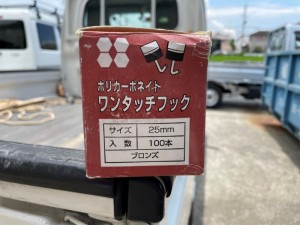 ポリカーボネイト
ワンタッチフック
サイズ 25mm
入数 100本
ブロンズ